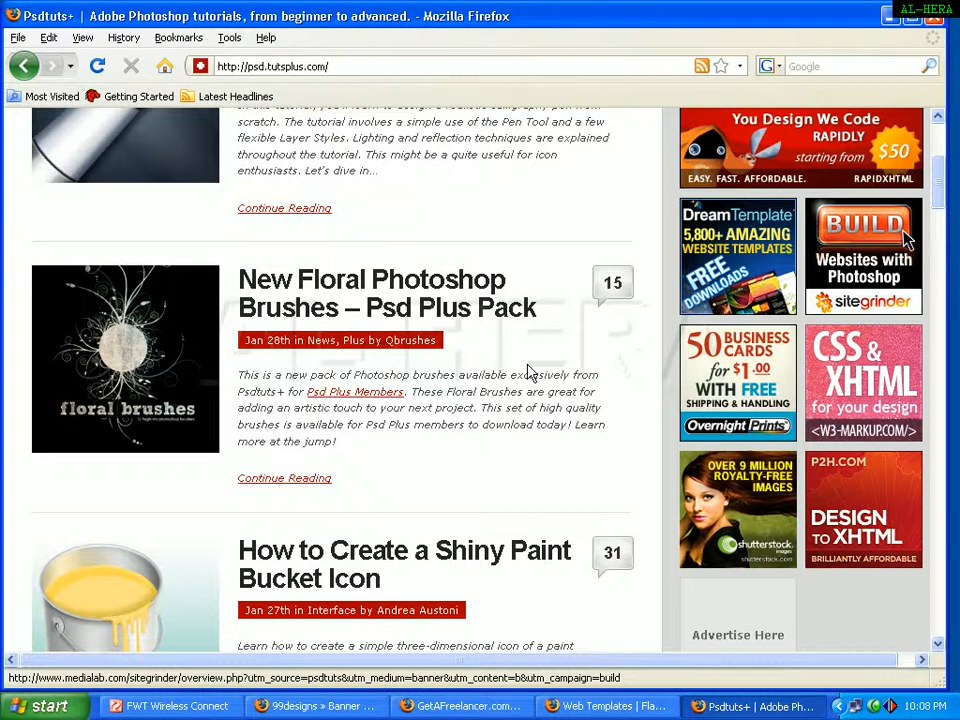 Psdtuts+ | Adobe Photoshop tutorials, from beginner to advanced. - Mozilla Firefox
AL-HERA
File Edit View History Bookmarks Tools Help
http://psd.tutsplus.com/
G Google
Most Visited Getting Started Latest Headlines
scratch. The tutorial involves a simple use of the Pen Tool and a few
flexible Layer Styles. Lighting and reflection techniques are explained
throughout the tutorial. This might be a quite useful for icon
enthusiasts. Let's dive in...
Continue Reading
New Floral Photoshop
Brushes – Psd Plus Pack
15
Jan 28th in News, Plus by Qbrushes
This is a new pack of Photoshop brushes available exclusively from
Psdtuts+ for Psd Plus Members. These Floral Brushes are great for
adding an artistic touch to your next project. This set of high quality
brushes is available for Psd Plus members to download today! Learn
more at the jump!
floral brushes
Continue Reading
How to Create a Shiny Paint
Bucket Icon
31
Jan 27th in Interface by Andrea Austoni
Learn how to create a simple three-dimensional icon of a paint
You Design We Code
RAPIDLY
starting from
$50
EASY. FAST. AFFORDABLE. RAPIDXHTML
DreamTemplate
5,800+ AMAZING
WEBSITE TEMPLATES
FREE
DOWNLOADS
BUILD
Websites with
Photoshop
sitegrinder
50 BUSINESS
CARDS
for $1.00
WITH FREE
SHIPPING & HANDLING
Overnight Prints
CSS &
XHTML
for your design
<W3-MARKUP.COM/>
OVER 9 MILLION
ROYALTY-FREE
IMAGES
shutterstock
P2H.COM
DESIGN
TO XHTML
BRILLIANTLY AFFORDABLE
Advertise Here
http://www.medialab.com/sitegrinder/overview.php?utm_source=psdtuts&utm_medium=banner&utm_content=b&utm_campaign=build
start
FWT Wireless Connect
99designs » Banner ...
GetAFreelancer.com...
Web Templates | Fla...
Psdtuts+ | Adobe Ph...
10:08 PM